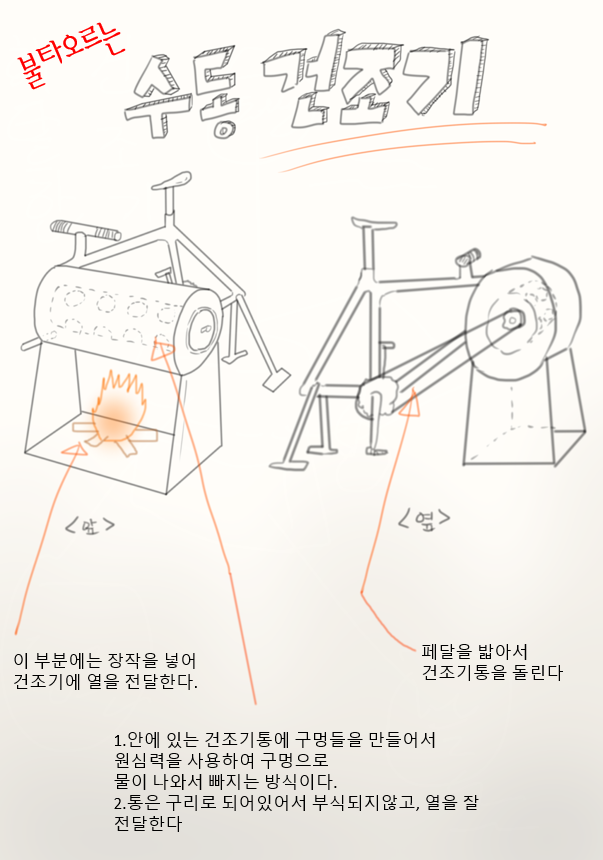 불타오르는
수동 건조기
<앞>
<옆>
이 부분에는 장작을 넣어
건조기에 열을 전달한다.
페달을 밟아서
건조기통을 돌린다
1.안에 있는 건조기통에 구멍들을 만들어서
원심력을 사용하여 구멍으로
물이 나와서 빠지는 방식이다.
2.통은 구리로 되어있어서 부식되지않고, 열을 잘
전달한다